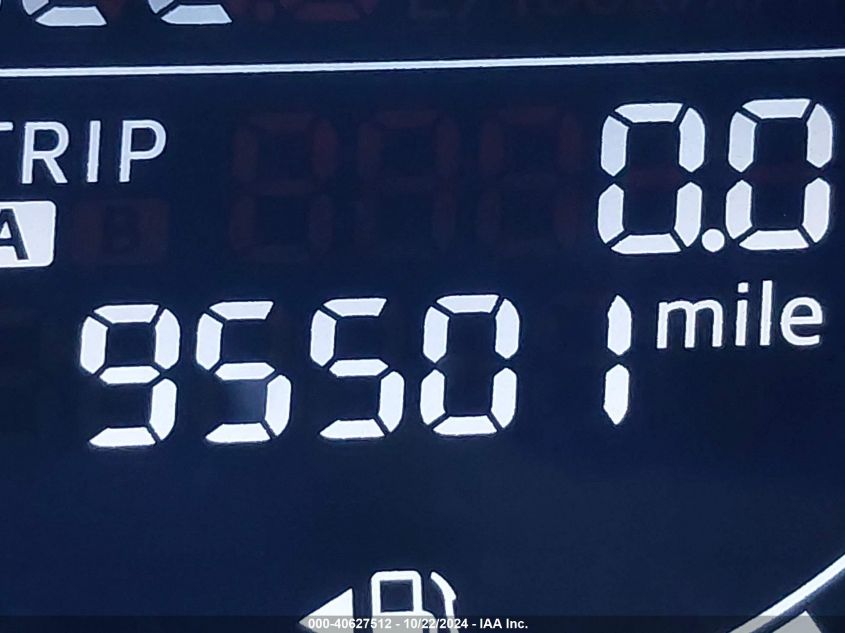 TRIP 0.0
A B
95501 mile
000-40627512 - 10/22/2024 - IAA Inc.